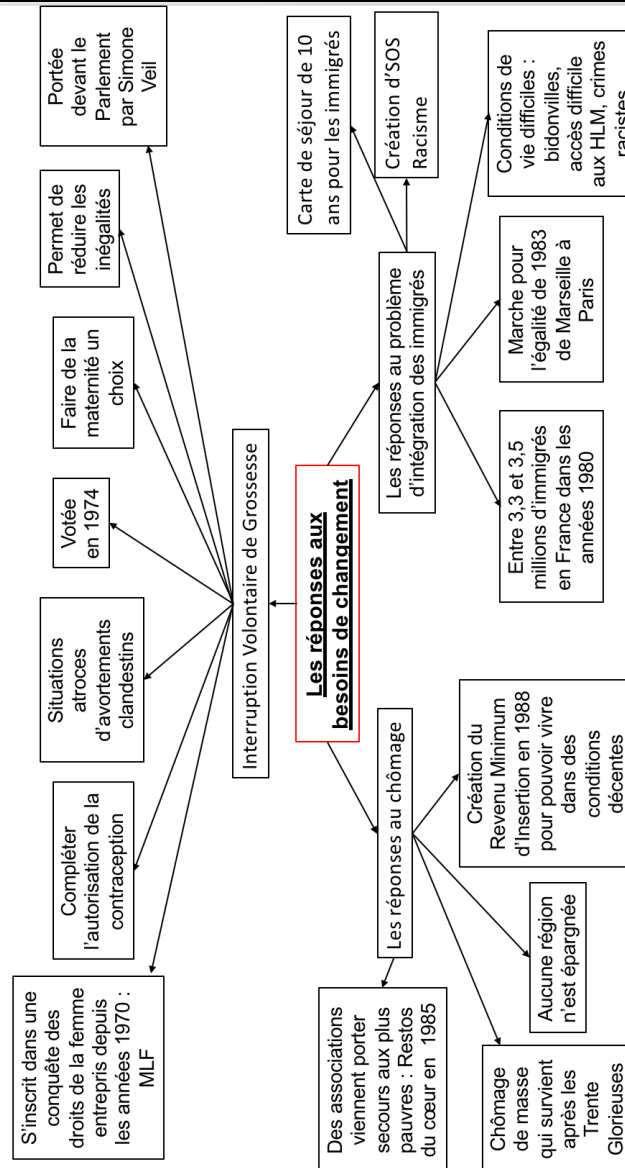 S'inscrit dans une
conquête des
droits de la femme
entrepris depuis
les années 1970 :
MLF
Compléter
l'autorisation de la
contraception
Situations
atroces
d'avortements
clandestins
Votée
en 1974
Faire de la
maternité un
choix
Permet de
réduire les
inégalités
Portée
devant le
Parlement
par Simone
Veil
Interruption Volontaire de Grossesse
Les réponses aux
besoins de changement
Les réponses au chômage
Des associations
viennent porter
secours aux plus
pauvres : Restos
du cœur en 1985
Chômage
de masse
qui survient
après les
Trente
Glorieuses
Aucune région
n'est épargnée
Création du
Revenu Minimum
d'Insertion en 1988
pour pouvoir vivre
dans des
conditions
décentes
Les réponses au problème
d'intégration des immigrés
Carte de séjour de 10
ans pour les immigrés
Création d'SOS
Racisme
Entre 3,3 et 3,5
millions d'immigrés
en France dans les
années 1980
Marche pour
l'égalité de 1983
de Marseille à
Paris
Conditions de
vie difficiles :
bidonvilles,
accès difficile
aux HLM, crimes
racistes